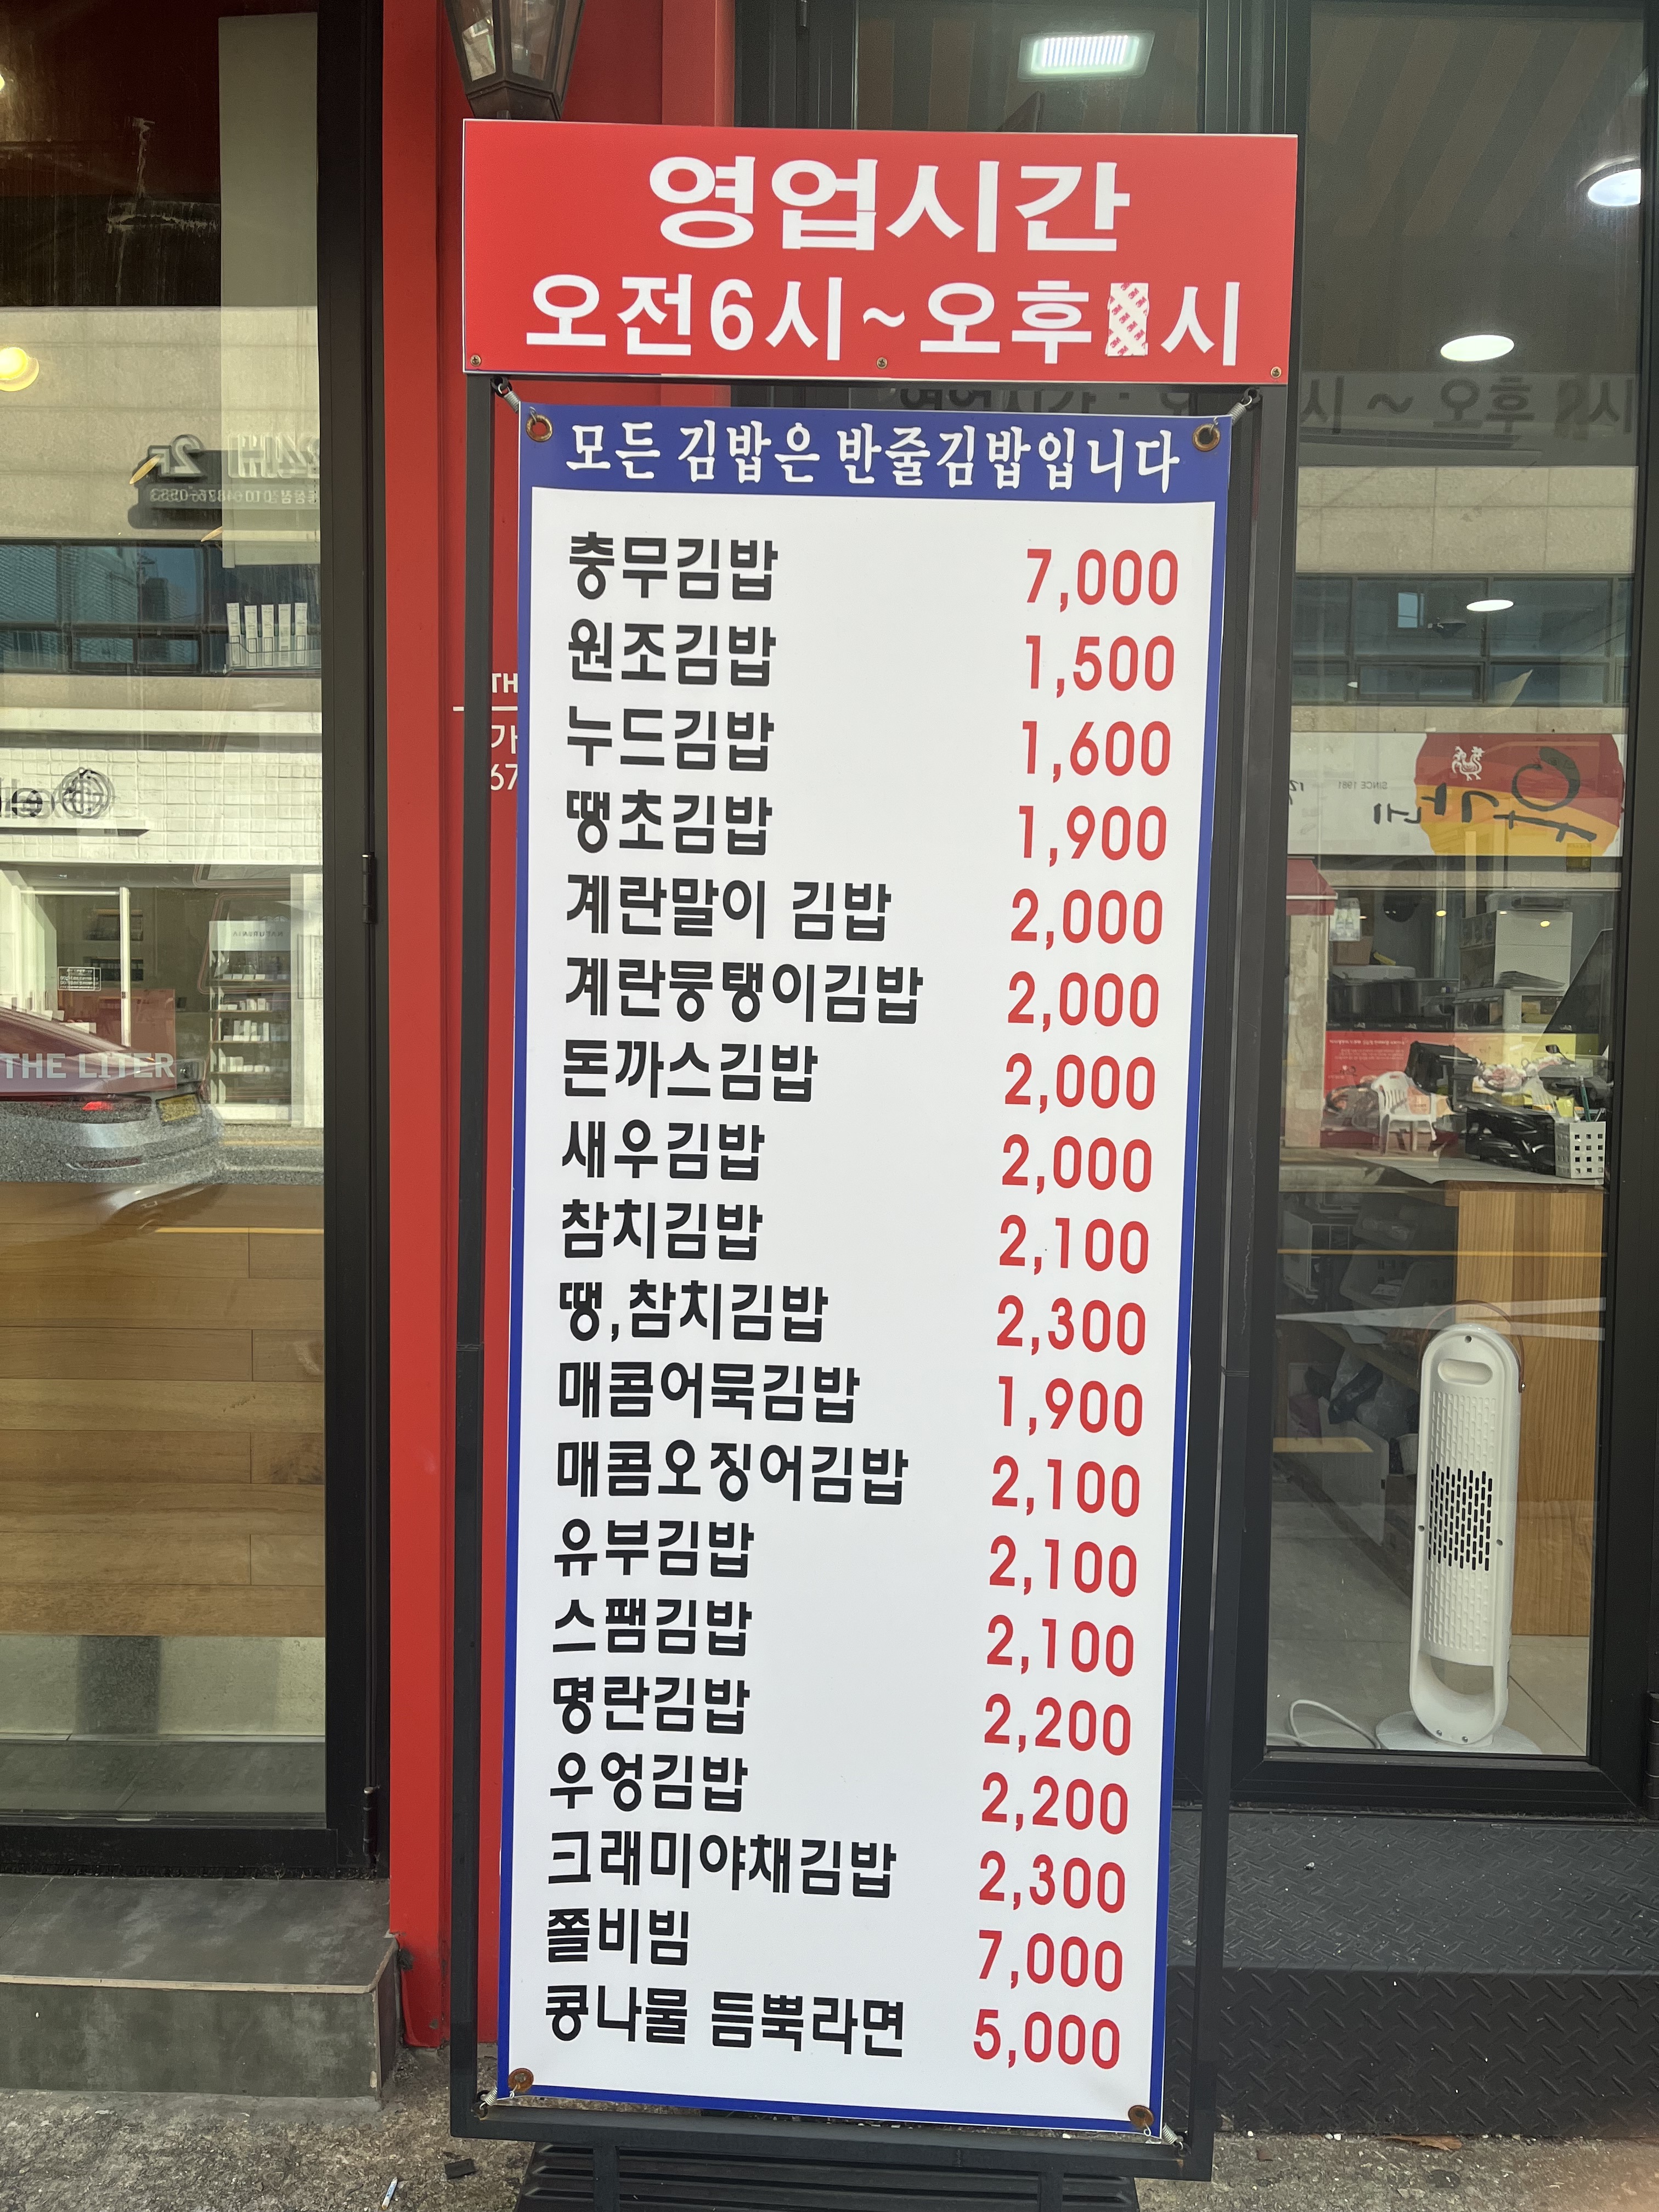 영업시간
오전6시~오후 시
모든 김밥은 반줄김밥입니다
충무김밥 7,000
원조김밥 1,500
누드김밥 1,600
땡초김밥 1,900
계란말이 김밥 2,000
계란뭉탱이김밥 2,000
돈까스김밥 2,000
새우김밥 2,000
참치김밥 2,100
땡,참치김밥 2,300
매콤어묵김밥 1,900
매콤오징어김밥 2,100
유부김밥 2,100
스팸김밥 2,100
명란김밥 2,200
우엉김밥 2,200
크래미야채김밥 2,300
쫄비빔 7,000
콩나물 듬뿍라면 5,000
TH
가
67
THE LITER
SINCE 1981